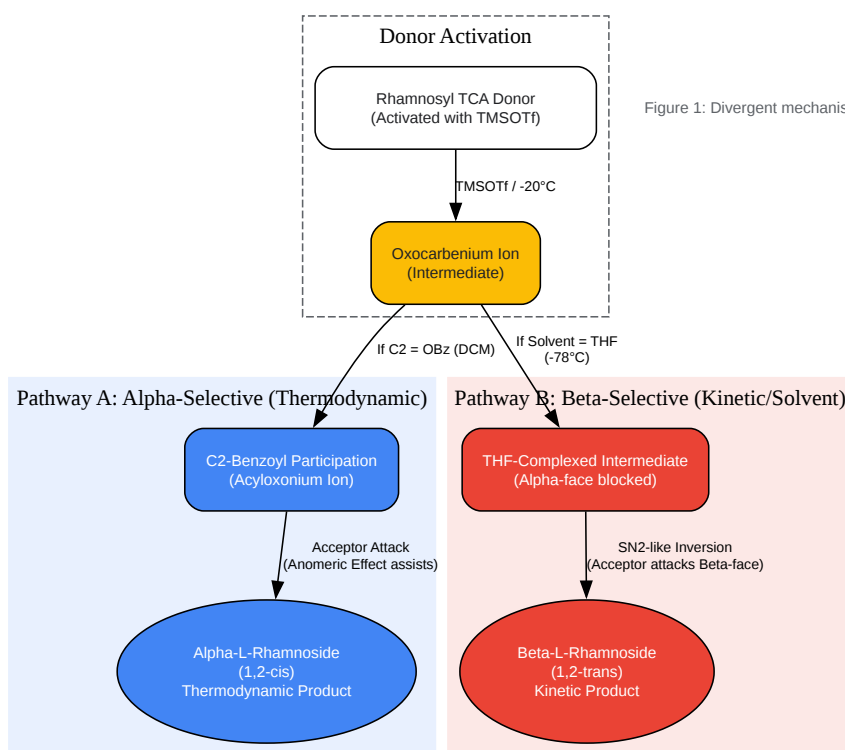 Donor Activation
Rhamnosyl TCA Donor
(Activated with TMSOTf)
Figure 1: Divergent mechanis
TMSOTf / -20°C
Oxocarbenium Ion
(Intermediate)
If C2 = OBz (DCM)
If Solvent = THF
(-78°C)
Pathway A: Alpha-Selective (Thermodynamic)
Pathway B: Beta-Selective (Kinetic/Solvent)
C2-Benzoyl Participation
(Acyloxonium Ion)
THF-Complexed Intermediate
(Alpha-face blocked)
Acceptor Attack
(Anomeric Effect assists)
SN2-like Inversion
(Acceptor attacks Beta-face)
Alpha-L-Rhamnoside
(1,2-cis)
Thermodynamic Product
Beta-L-Rhamnoside
(1,2-trans)
Kinetic Product